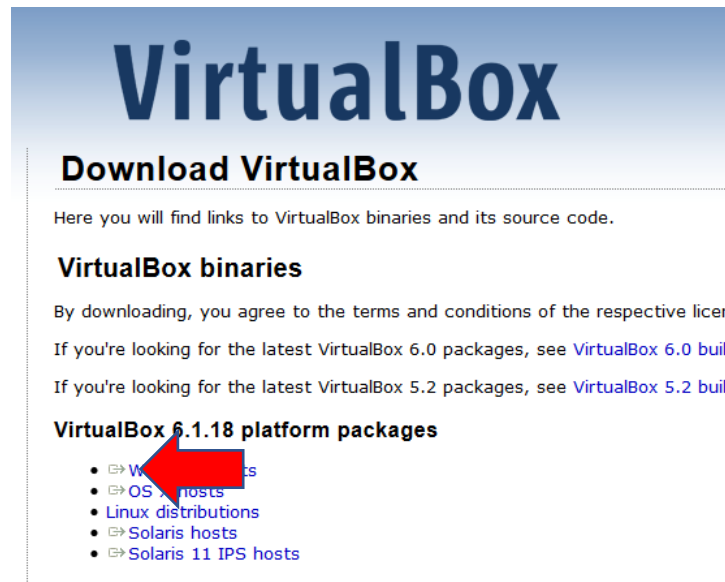 VirtualBox
Download VirtualBox
Here you will find links to VirtualBox binaries and its source code.
VirtualBox binaries
By downloading, you agree to the terms and conditions of the respective
If you're looking for the latest VirtualBox 6.0 packages, see VirtualBox 6.0
If you're looking for the latest VirtualBox 5.2 packages, see VirtualBox 5.2
VirtualBox 6.1.18 platform packages
OS X hosts
Linux distributions
Solaris hosts
Solaris 11 IPS hosts